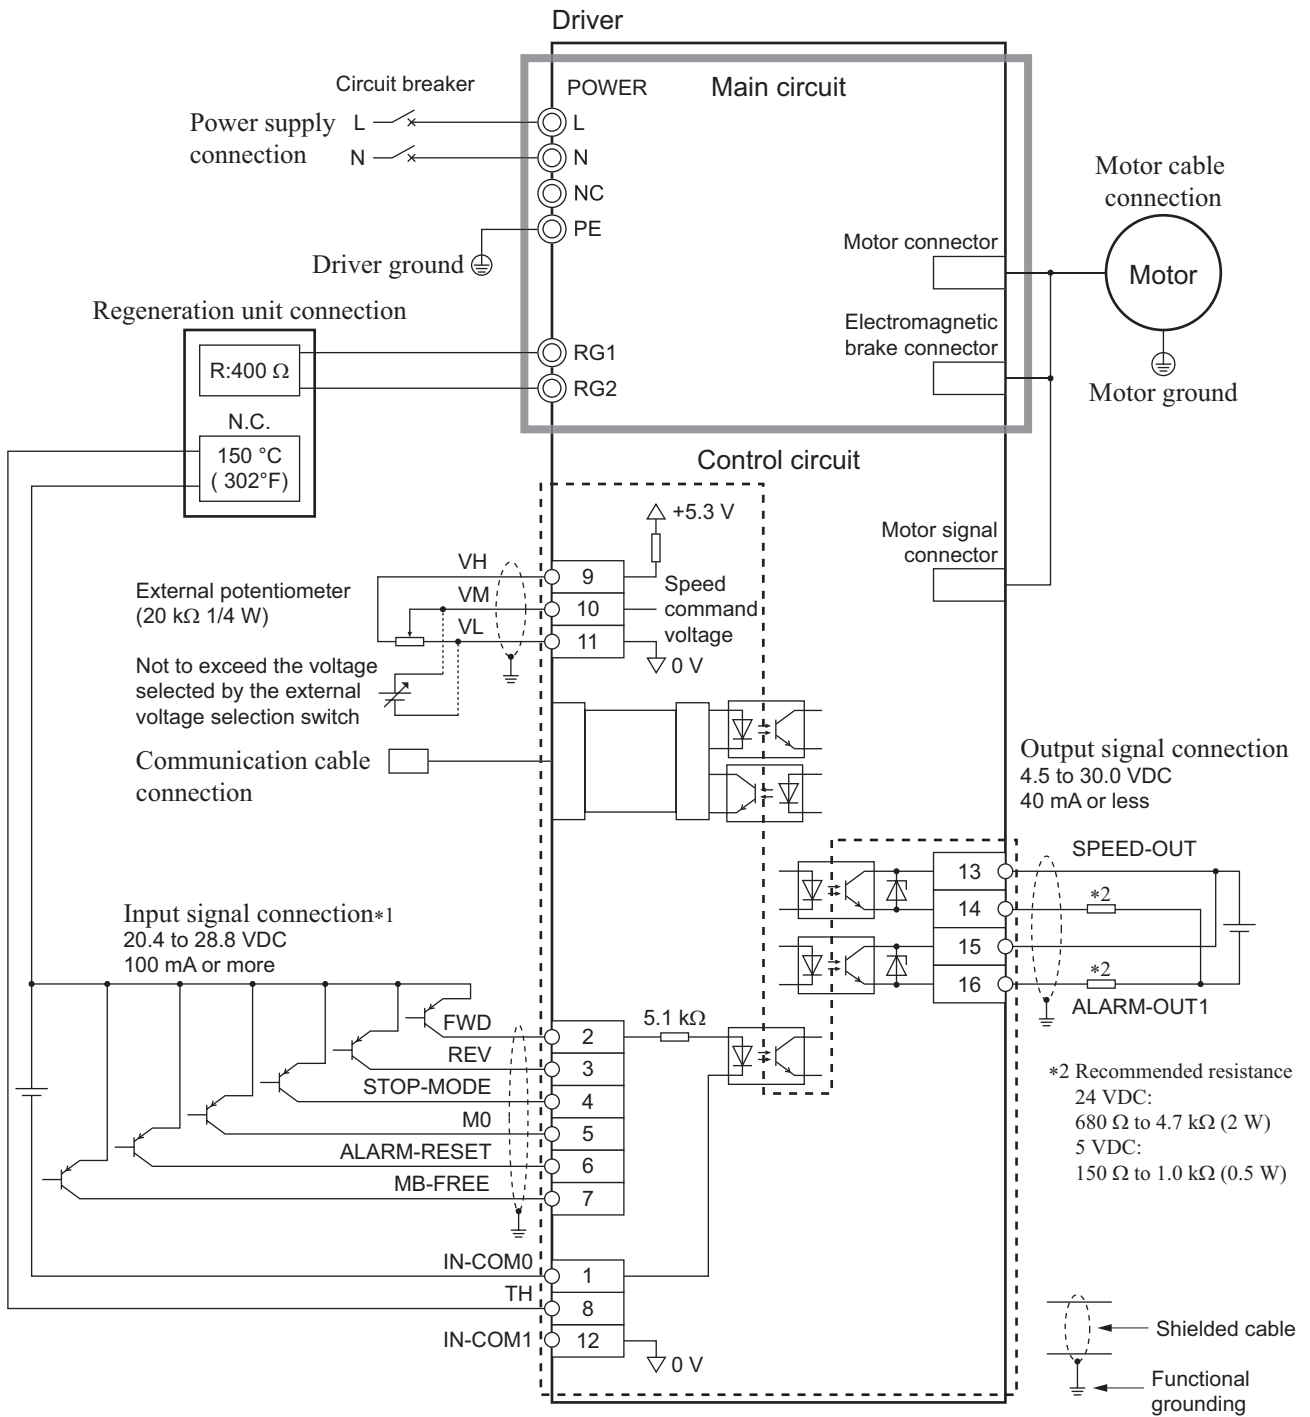 Driver
Circuit breaker
POWER
Main circuit
Power supply
connection
L
L
N
N
NC
PE
Driver ground
Motor cable
connection
Motor connector
Motor
Electromagnetic
brake connector
Motor ground
Regeneration unit connection
R:400 Ω
RG1
RG2
N.C.
150 °C
( 302°F)
Control circuit
+5.3 V
Motor signal
connector
External potentiometer
(20 kΩ 1/4 W)
VH
9
VM
10
VL
11
Speed
command
voltage
0 V
Not to exceed the voltage
selected by the external
voltage selection switch
Communication cable
connection
Output signal connection
4.5 to 30.0 VDC
40 mA or less
SPEED-OUT
13
14
*2
15
16
*2
ALARM-OUT1
Input signal connection*1
20.4 to 28.8 VDC
100 mA or more
FWD
2
5.1 kΩ
REV
3
STOP-MODE
4
M0
5
ALARM-RESET
6
MB-FREE
7
*2 Recommended resistance
24 VDC:
680 Ω to 4.7 kΩ (2 W)
5 VDC:
150 Ω to 1.0 kΩ (0.5 W)
IN-COM0
1
TH
8
IN-COM1
12
0 V
Shielded cable
Functional
grounding